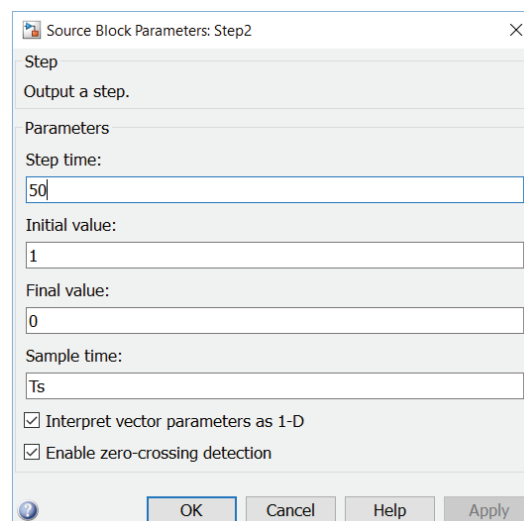 Source Block Parameters: Step2
Step
Output a step.
Parameters
Step time:
50
Initial value:
1
Final value:
0
Sample time:
Ts
Interpret vector parameters as 1-D
Enable zero-crossing detection
OK Cancel Help Apply